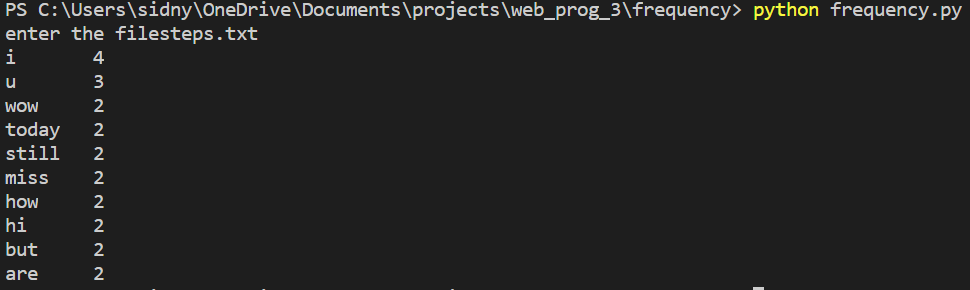 PS C:\Users\sidny\OneDrive\Documents\projects\web_prog_3\frequency> python frequency.py
enter the filesteps.txt
i 4
u 3
wow 2
today 2
still 2
miss 2
how 2
hi 2
but 2
are 2